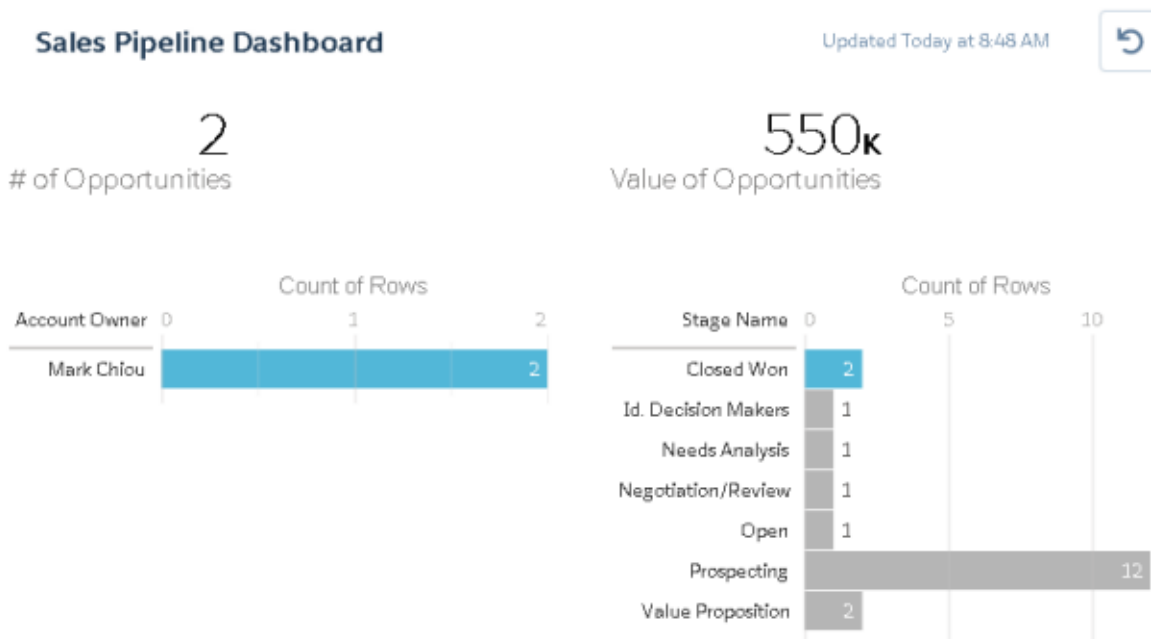 Sales Pipeline Dashboard
Updated Today at 8:48 AM
2
# of Opportunities
550K
Value of Opportunities
Count of Rows
Account Owner 0 1 2
Mark Chiou 2
Count of Rows
Stage Name 0 5 10
Closed Won 2
Id. Decision Makers 1
Needs Analysis 1
Negotiation/Review 1
Open 1
Prospecting 12
Value Proposition 2